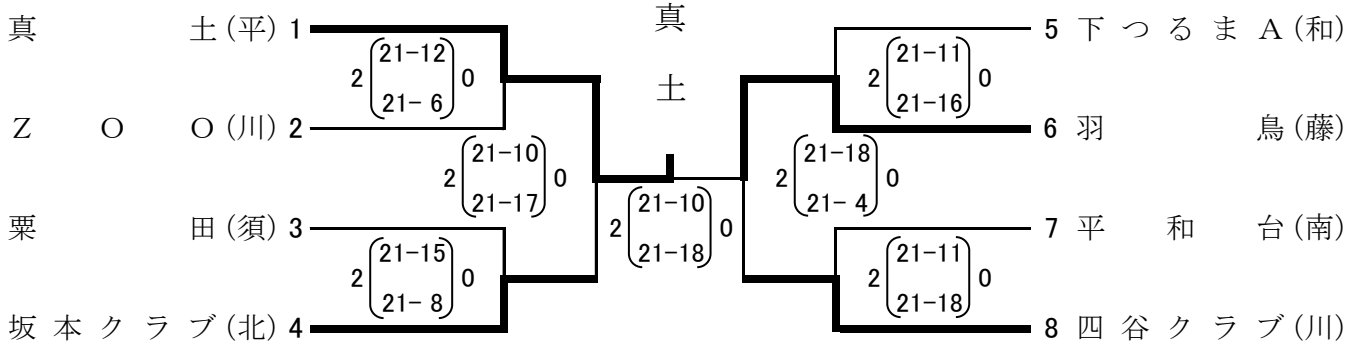 真土
真土(平) 1
2 21-12 0
21- 6
ZOO(川) 2
2 21-10 0
21-17
粟田(須) 3
2 21-15 0
21- 8
坂本クラブ(北) 4
2 21-10 0
21-18
5 下つるまA(和)
2 21-11 0
21-16
6 羽鳥(藤)
2 21-18 0
21- 4
7 平和台(南)
2 21-11 0
21-18
8 四谷クラブ(川)